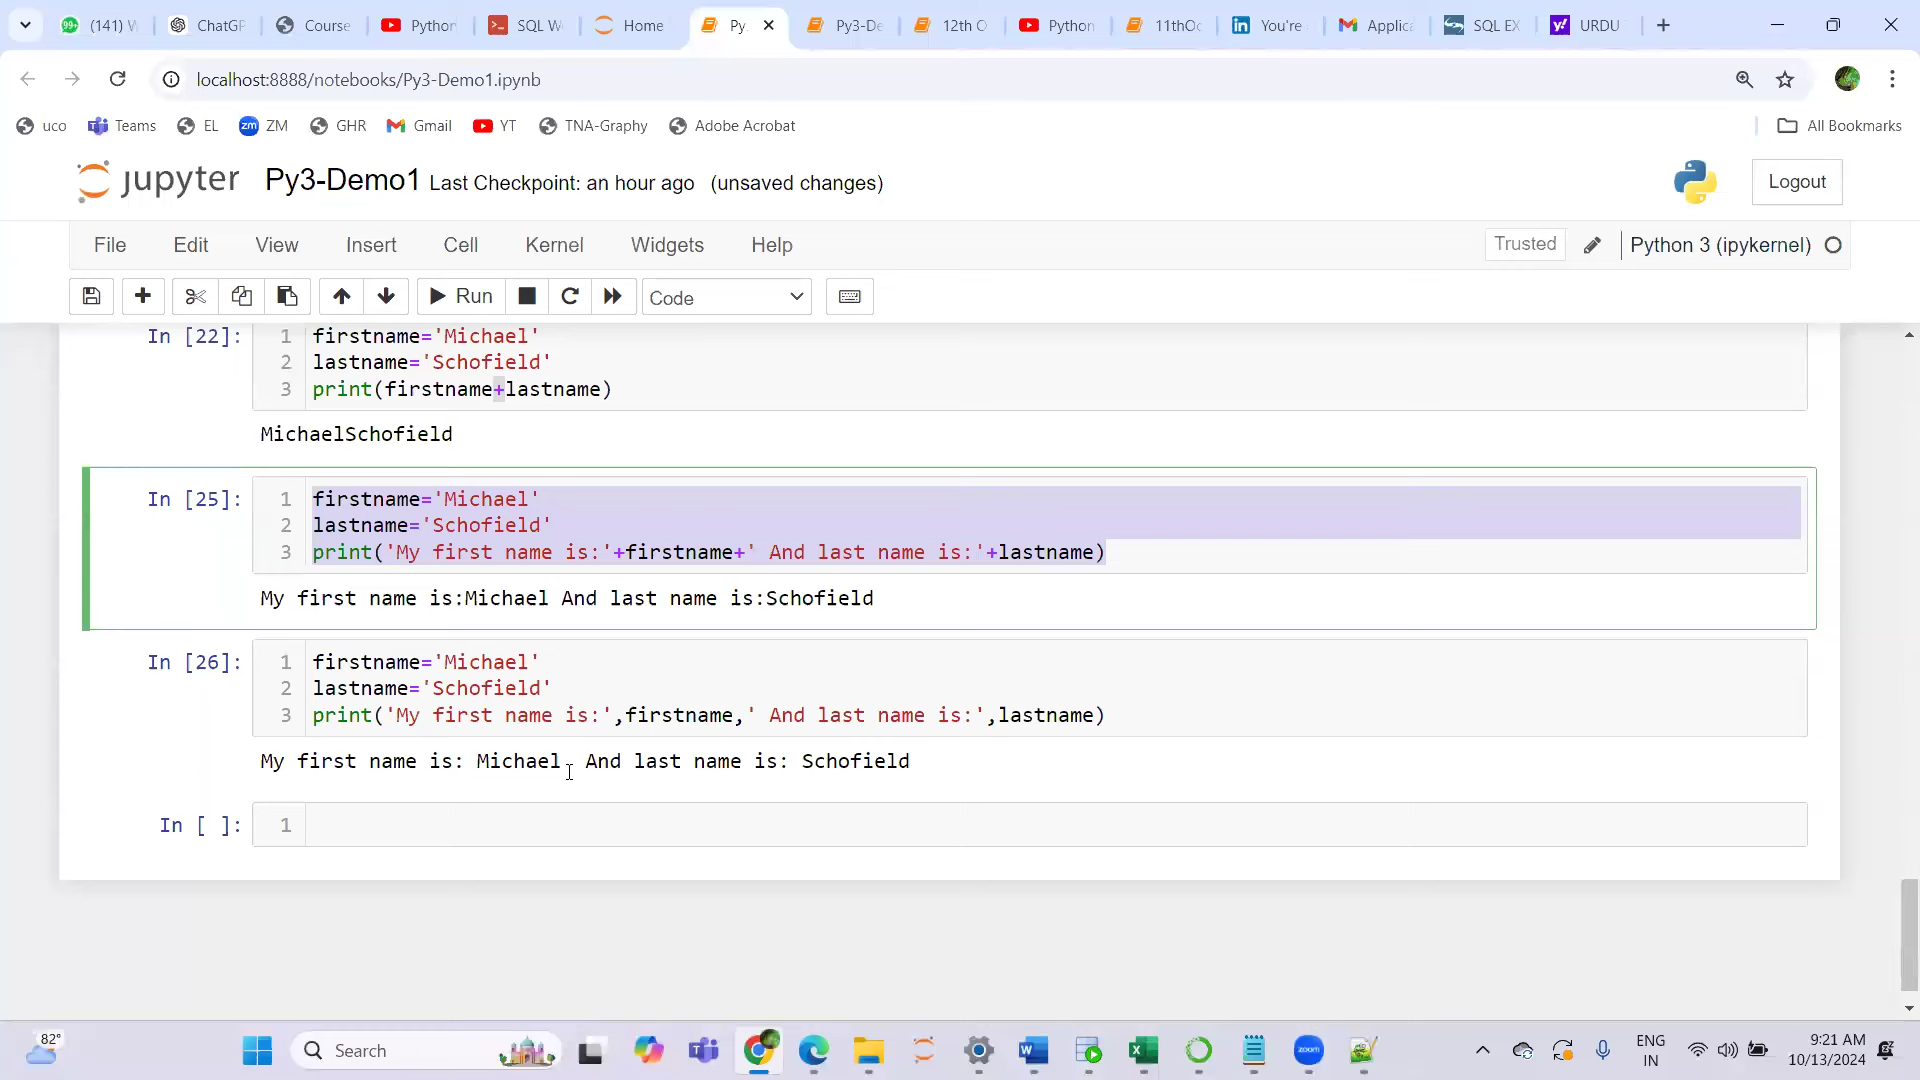 (141) W
ChatGP
Course
Python
SQL W
Home
Py
Py3-De
12th O
Python
11thOc
You're
Applic
SQL EX
URDU
localhost:8888/notebooks/Py3-Demo1.ipynb
uco
Teams
EL
ZM
GHR
Gmail
YT
TNA-Graphy
Adobe Acrobat
All Bookmarks
jupyter Py3-Demo1 Last Checkpoint: an hour ago (unsaved changes)
Logout
File Edit View Insert Cell Kernel Widgets Help
Trusted
Python 3 (ipykernel)
Run
Code
In [22]:
1 firstname='Michael'
2 lastname='Schofield'
3 print(firstname+lastname)
MichaelSchofield
In [25]:
1 firstname='Michael'
2 lastname='Schofield'
3 print('My first name is:'+firstname+' And last name is:'+lastname)
My first name is:Michael And last name is:Schofield
In [26]:
1 firstname='Michael'
2 lastname='Schofield'
3 print('My first name is:',firstname,' And last name is:',lastname)
My first name is: Michael  And last name is: Schofield
In [ ]:
1
82°
Search
ENG
IN
9:21 AM
10/13/2024